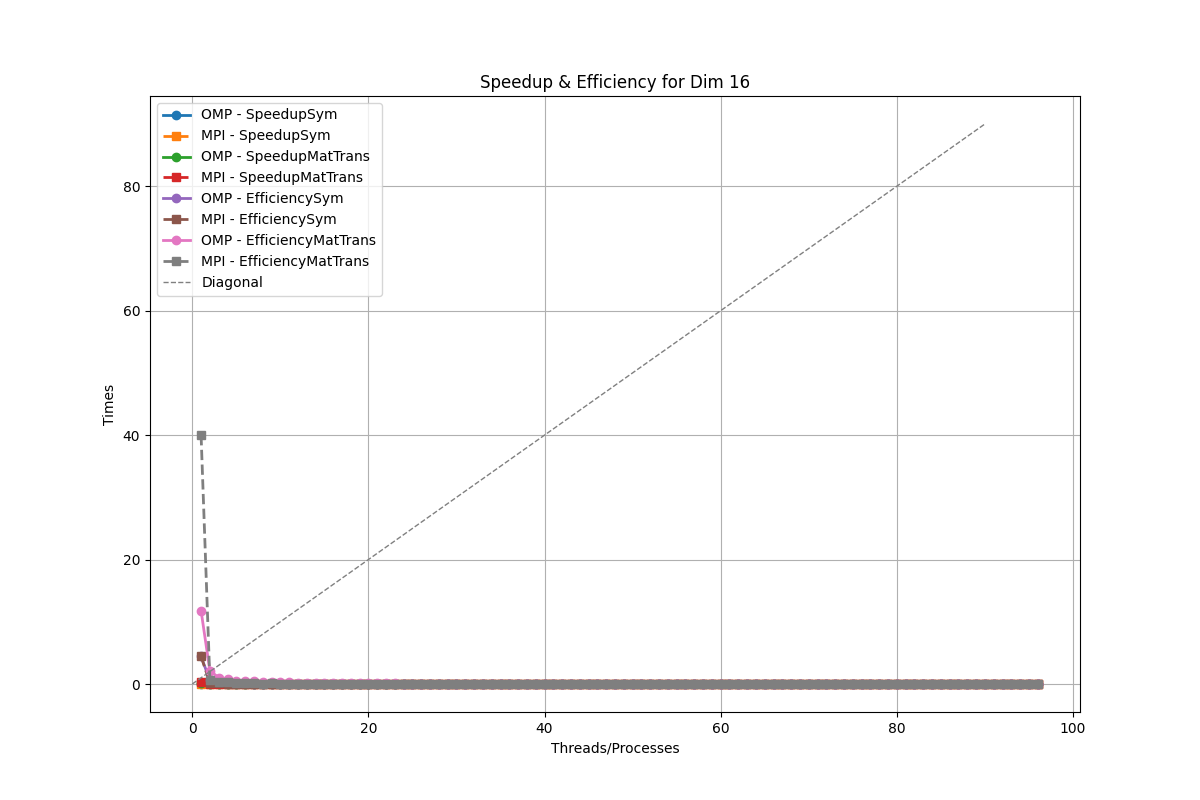 Speedup & Efficiency for Dim 16
OMP - SpeedupSym
MPI - SpeedupSym
OMP - SpeedupMatTrans
MPI - SpeedupMatTrans
OMP - EfficiencySym
MPI - EfficiencySym
OMP - EfficiencyMatTrans
MPI - EfficiencyMatTrans
Diagonal
80
60
40
20
0
Times
0 20 40 60 80 100
Threads/Processes